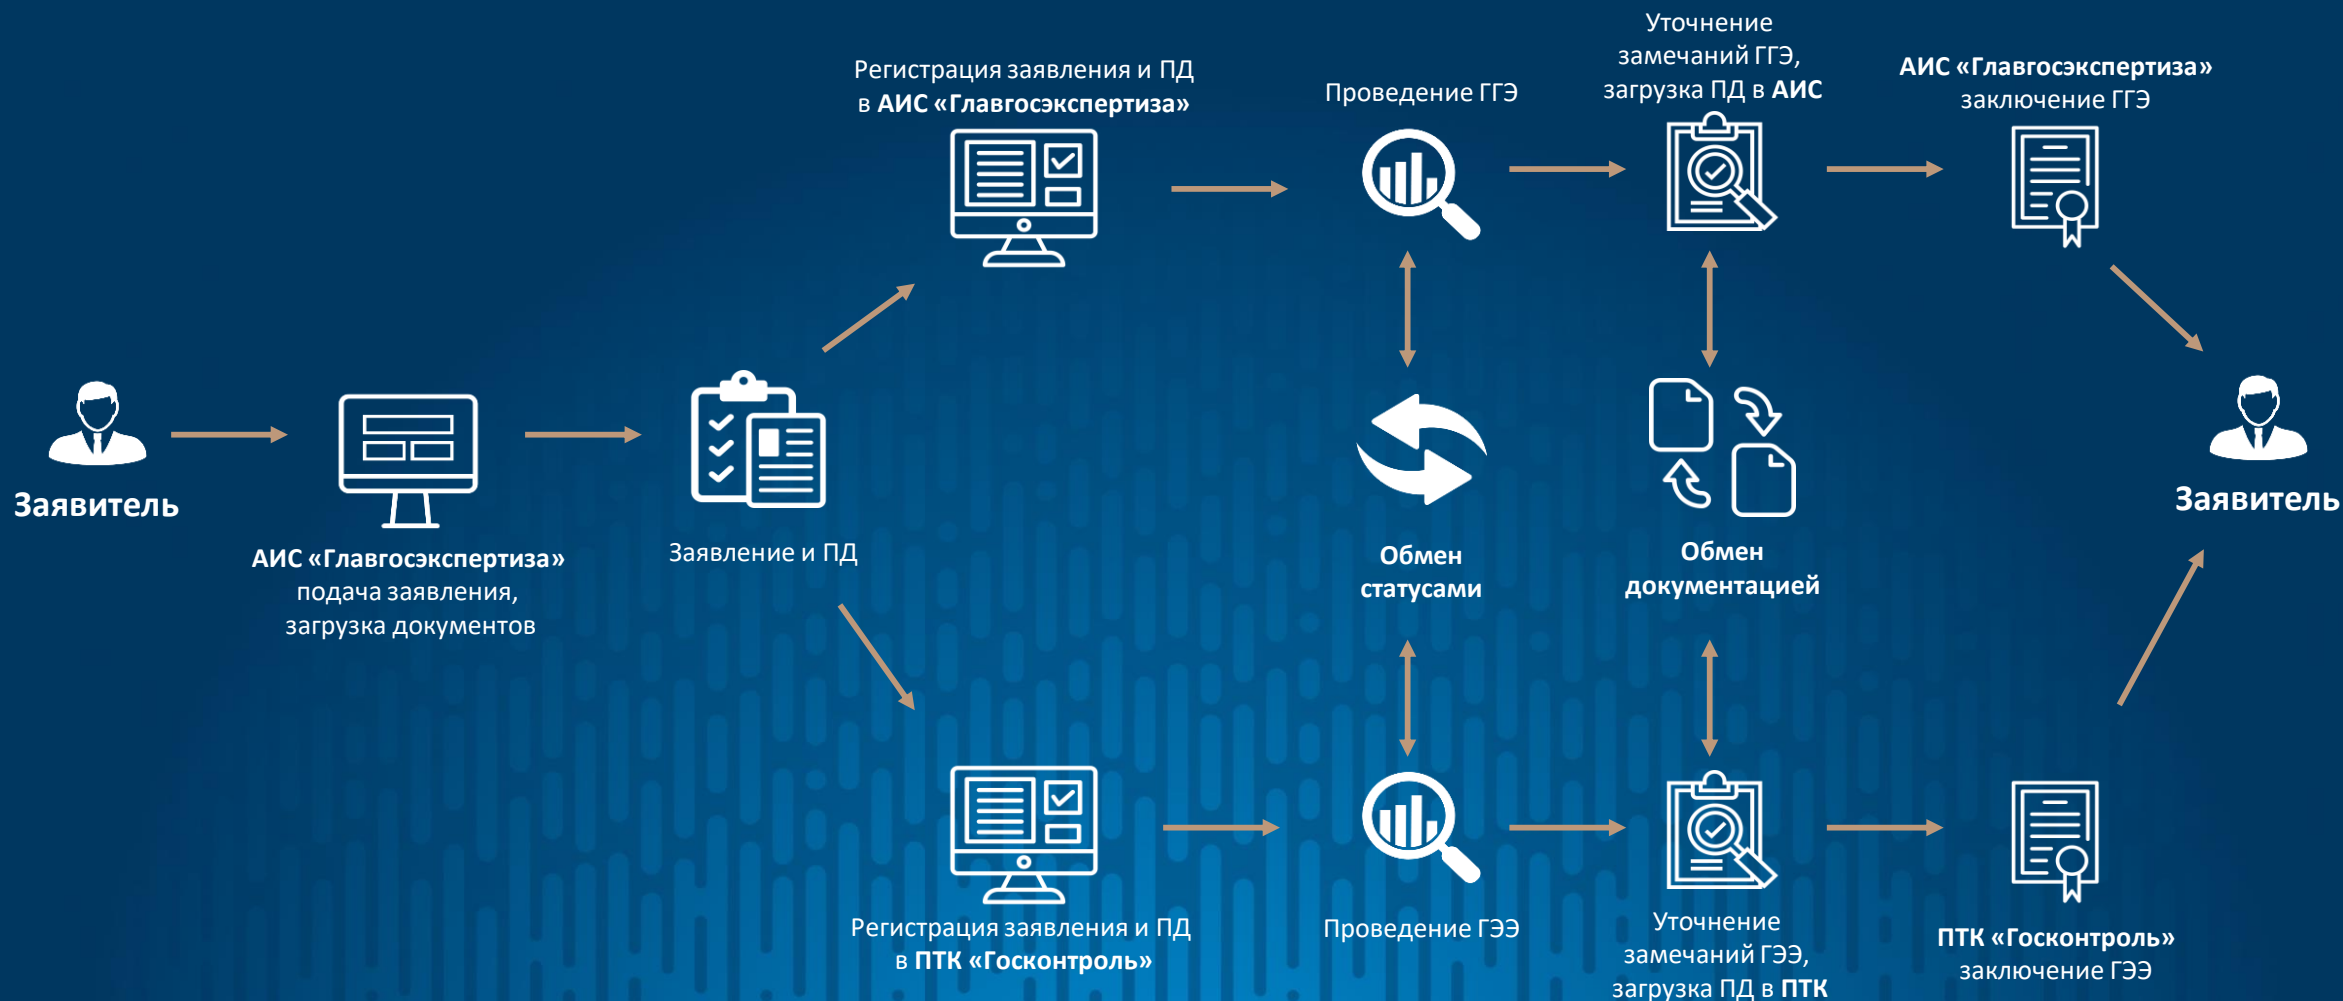 Регистрация заявления и ПД
в АИС «Главгосэкспертиза»
Проведение ГГЭ
Уточнение
замечаний ГГЭ,
загрузка ПД в АИС
АИС «Главгосэкспертиза»
заключение ГГЭ
Заявитель
АИС «Главгосэкспертиза»
подача заявления,
загрузка документов
Заявление и ПД
Обмен
статусами
Обмен
документацией
Заявитель
Регистрация заявления и ПД
в ПТК «Госконтроль»
Проведение ГЭЭ
Уточнение
замечаний ГЭЭ,
загрузка ПД в ПТК
ПТК «Госконтроль»
заключение ГЭЭ